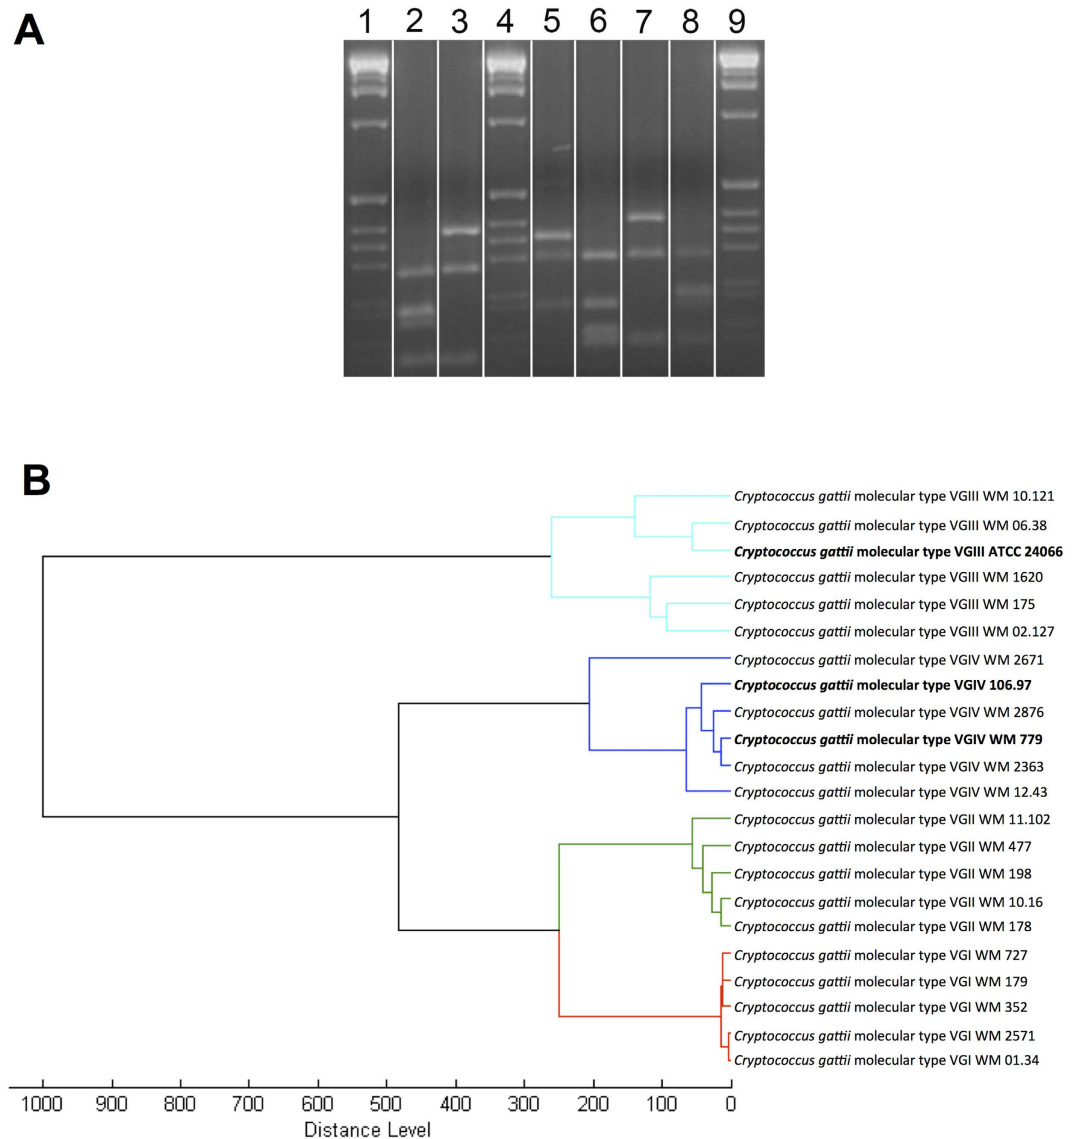 A
1 2 3 4 5 6 7 8 9
B
Cryptococcus gattii molecular type VGIII WM 10.121
Cryptococcus gattii molecular type VGIII WM 06.38
Cryptococcus gattii molecular type VGIII ATCC 24066
Cryptococcus gattii molecular type VGIII WM 1620
Cryptococcus gattii molecular type VGIII WM 175
Cryptococcus gattii molecular type VGIII WM 02.127
Cryptococcus gattii molecular type VGIV WM 2671
Cryptococcus gattii molecular type VGIV 106.97
Cryptococcus gattii molecular type VGIV WM 2876
Cryptococcus gattii molecular type VGIV WM 779
Cryptococcus gattii molecular type VGIV WM 2363
Cryptococcus gattii molecular type VGIV WM 12.43
Cryptococcus gattii molecular type VGII WM 11.102
Cryptococcus gattii molecular type VGII WM 477
Cryptococcus gattii molecular type VGII WM 198
Cryptococcus gattii molecular type VGII WM 10.16
Cryptococcus gattii molecular type VGII WM 178
Cryptococcus gattii molecular type VGI WM 727
Cryptococcus gattii molecular type VGI WM 179
Cryptococcus gattii molecular type VGI WM 352
Cryptococcus gattii molecular type VGI WM 2571
Cryptococcus gattii molecular type VGI WM 01.34
1000 900 800 700 600 500 400 300 200 100 0
Distance Level